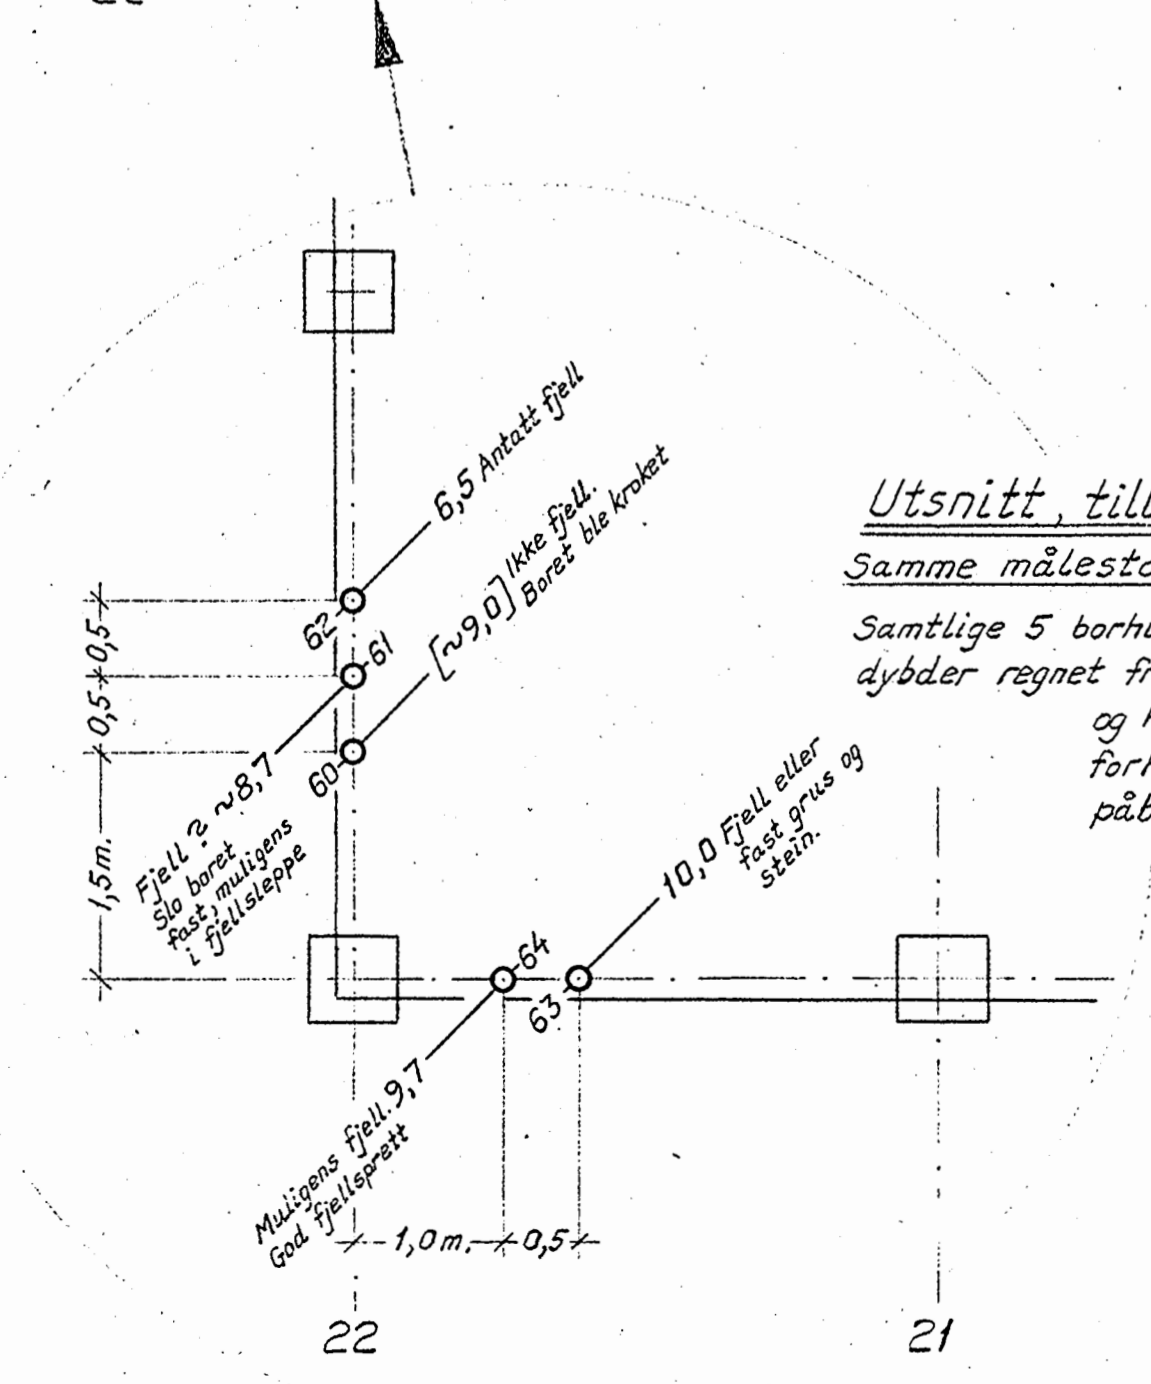 6,5 Antatt fjell
[~9,0] Ikke fjell.
Boret ble kroket
Utsnitt, till
Samme målesto
Samtlige 5 borhu
dybder regnet fr
og h
forh
påb
62
61
60
0,5
0,5
1,5m.
Fjell? ~8,7
Slo boret
fast, muligens
i fjellsleppe
10,0 Fjell eller
fast grus og
stein.
64
63
Muligens fjell. 9,7
God fjellsprett
1,0m. 0,5
22
21